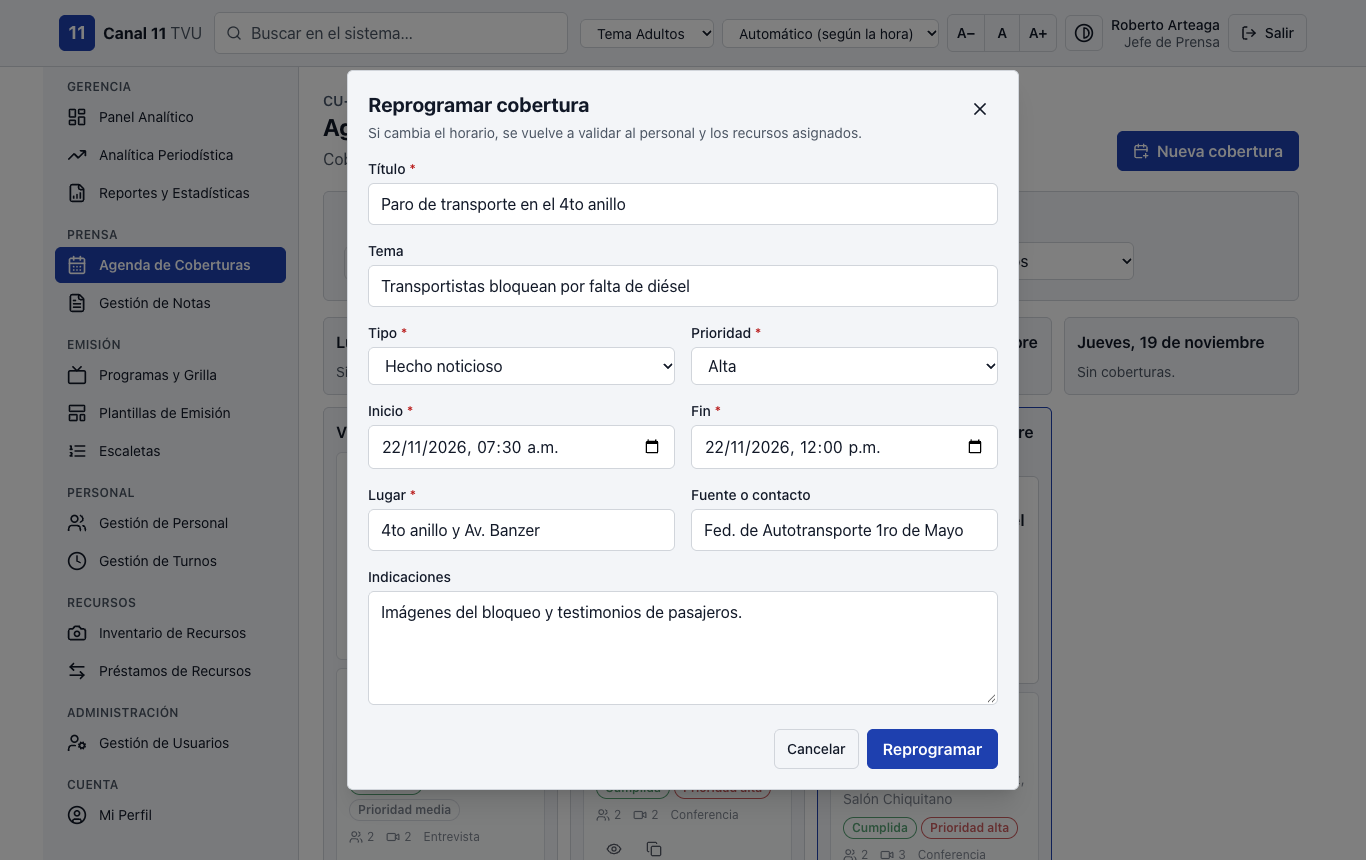 11 Canal 11 TVU
Buscar en el sistema...
Tema Adultos
Automático (según la hora)
A− A A+
Roberto Arteaga
Jefe de Prensa
Salir
GERENCIA
Panel Analítico
Analítica Periodística
Reportes y Estadísticas
PRENSA
Agenda de Coberturas
Gestión de Notas
EMISIÓN
Programas y Grilla
Plantillas de Emisión
Escaletas
PERSONAL
Gestión de Personal
Gestión de Turnos
RECURSOS
Inventario de Recursos
Préstamos de Recursos
ADMINISTRACIÓN
Gestión de Usuarios
CUENTA
Mi Perfil
Nueva cobertura
Jueves, 19 de noviembre
Sin coberturas.
Reprogramar cobertura
Si cambia el horario, se vuelve a validar al personal y los recursos asignados.
Título *
Paro de transporte en el 4to anillo
Tema
Transportistas bloquean por falta de diésel
Tipo * Prioridad *
Hecho noticioso Alta
Inicio * Fin *
22/11/2026, 07:30 a.m. 22/11/2026, 12:00 p.m.
Lugar * Fuente o contacto
4to anillo y Av. Banzer Fed. de Autotransporte 1ro de Mayo
Indicaciones
Imágenes del bloqueo y testimonios de pasajeros.
Cancelar Reprogramar
Prioridad media
2 2 Entrevista
Cumplida Prioridad alta
2 2 Conferencia
Salón Chiquitano
Cumplida Prioridad alta
2 3 Conferencia